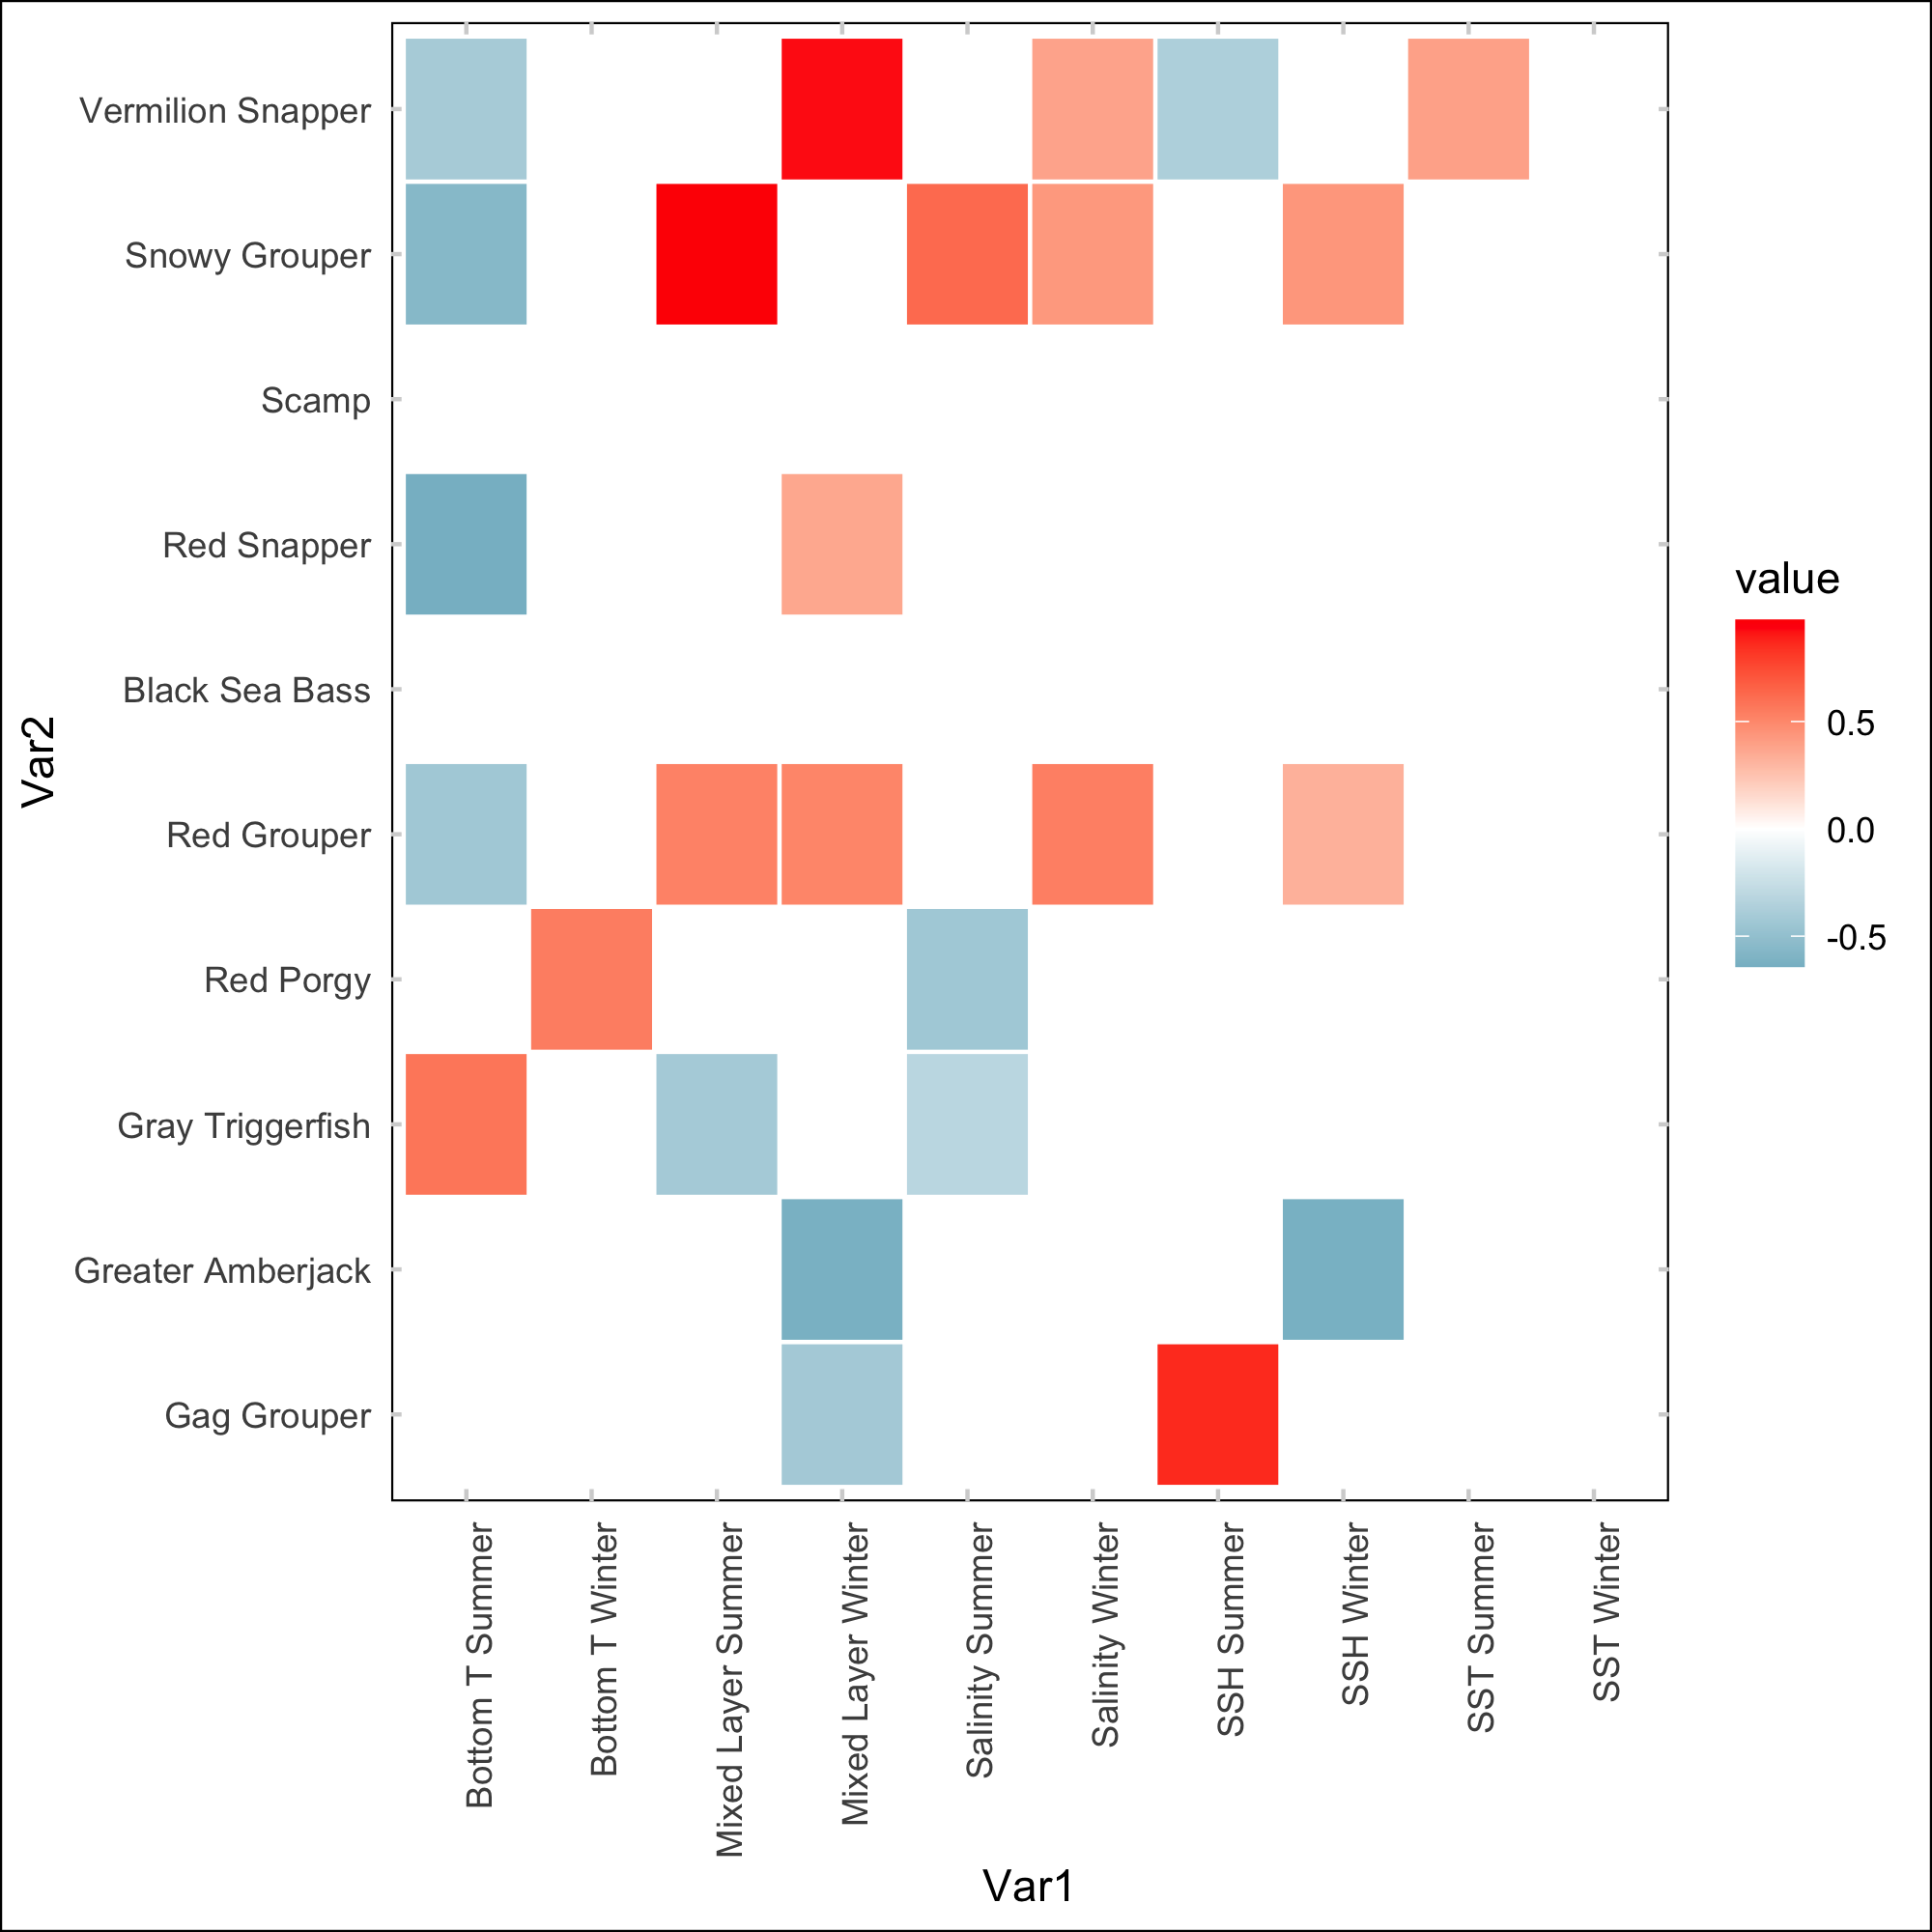 Vermilion Snapper
Snowy Grouper
Scamp
Red Snapper
Black Sea Bass
Red Grouper
Red Porgy
Gray Triggerfish
Greater Amberjack
Gag Grouper
Var2
Bottom T Summer
Bottom T Winter
Mixed Layer Summer
Mixed Layer Winter
Salinity Summer
Salinity Winter
SSH Summer
SSH Winter
SST Summer
SST Winter
Var1
value
0.5
0.0
-0.5